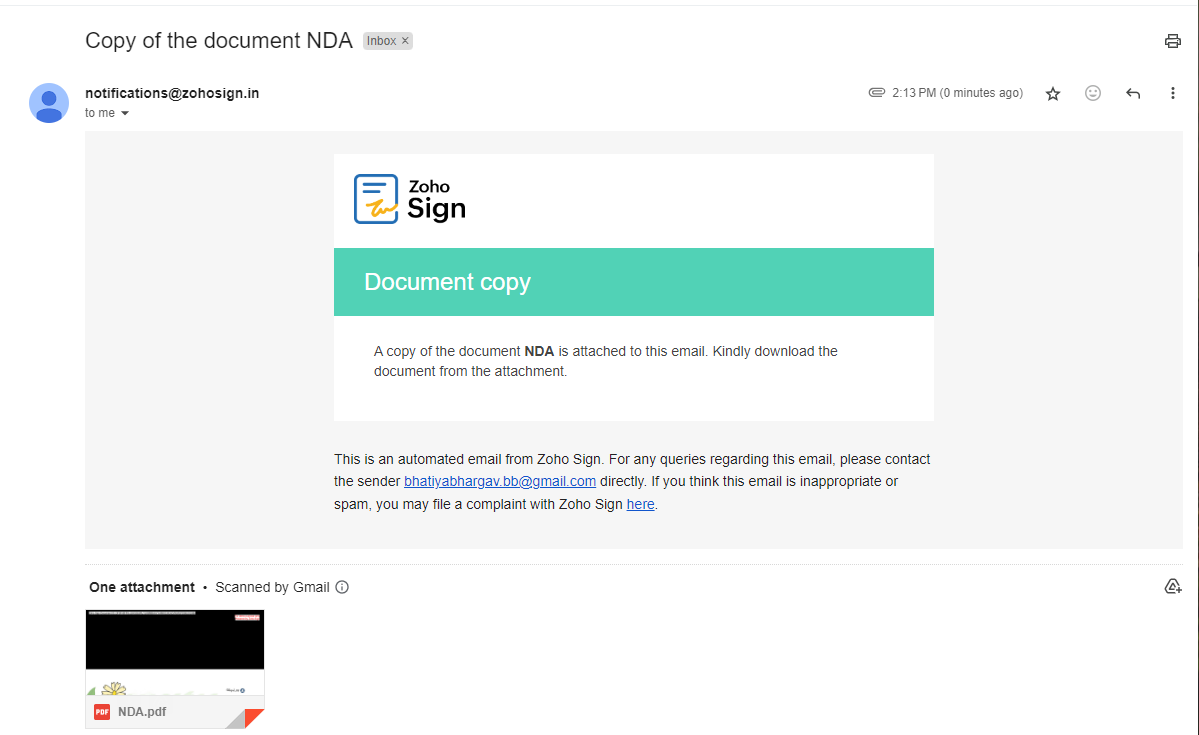 Copy of the document NDA Inbox ×
notifications@zohosign.in
2:13 PM (0 minutes ago)
to me
Zoho
Sign
Document copy
A copy of the document NDA is attached to this email. Kindly download the
document from the attachment.
This is an automated email from Zoho Sign. For any queries regarding this email, please contact
the sender bhatiyabhargav.bb@gmail.com directly. If you think this email is inappropriate or
spam, you may file a complaint with Zoho Sign here.
One attachment • Scanned by Gmail
PDF NDA.pdf